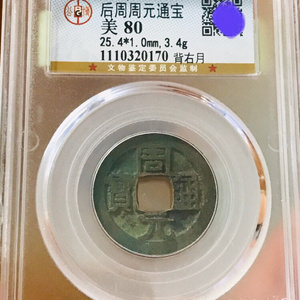 后周周元通宝
美 80
25.4*1.0mm, 3.4g
1110320170 背右月
文物鉴定委员会监制
周
寳 通
元